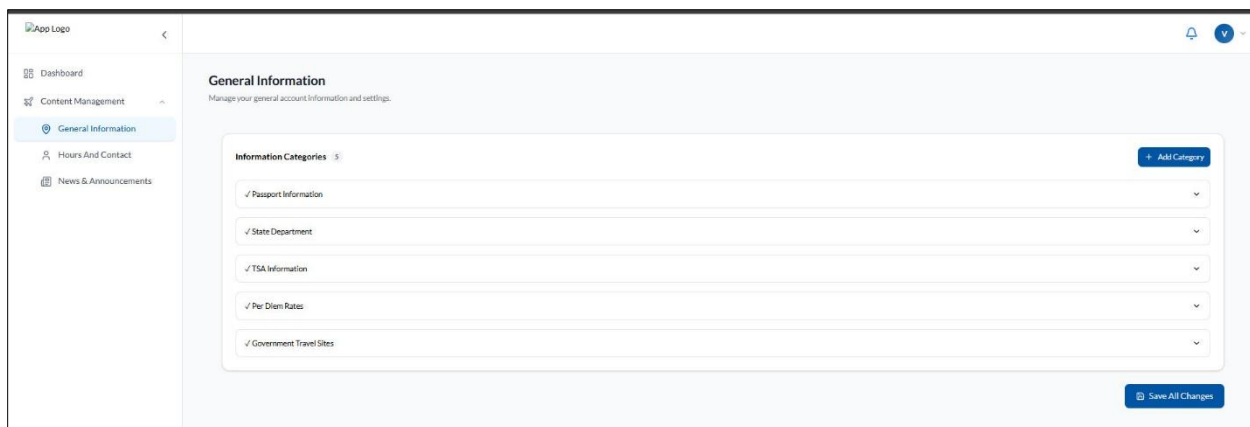 App Logo
V
Dashboard
General Information
Manage your general account information and settings.
Content Management
General Information
Hours And Contact
News & Announcements
Information Categories 5
+ Add Category
✓ Passport Information
✓ State Department
✓ TSA Information
✓ Per Diem Rates
✓ Government Travel Sites
Save All Changes